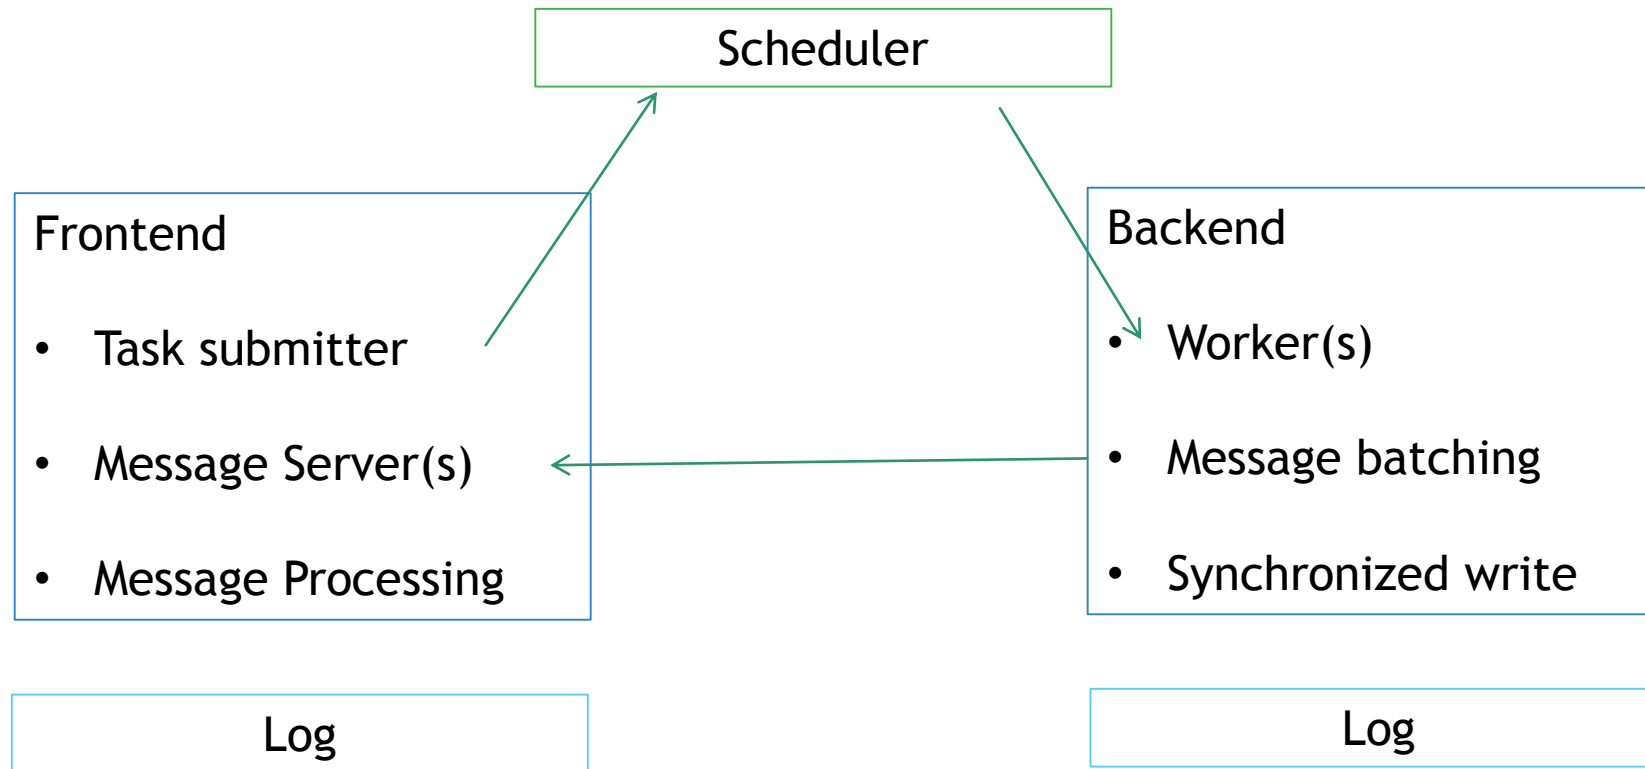 Scheduler
Frontend
• Task submitter
• Message Server(s)
• Message Processing
Backend
• Worker(s)
• Message batching
• Synchronized write
Log
Log